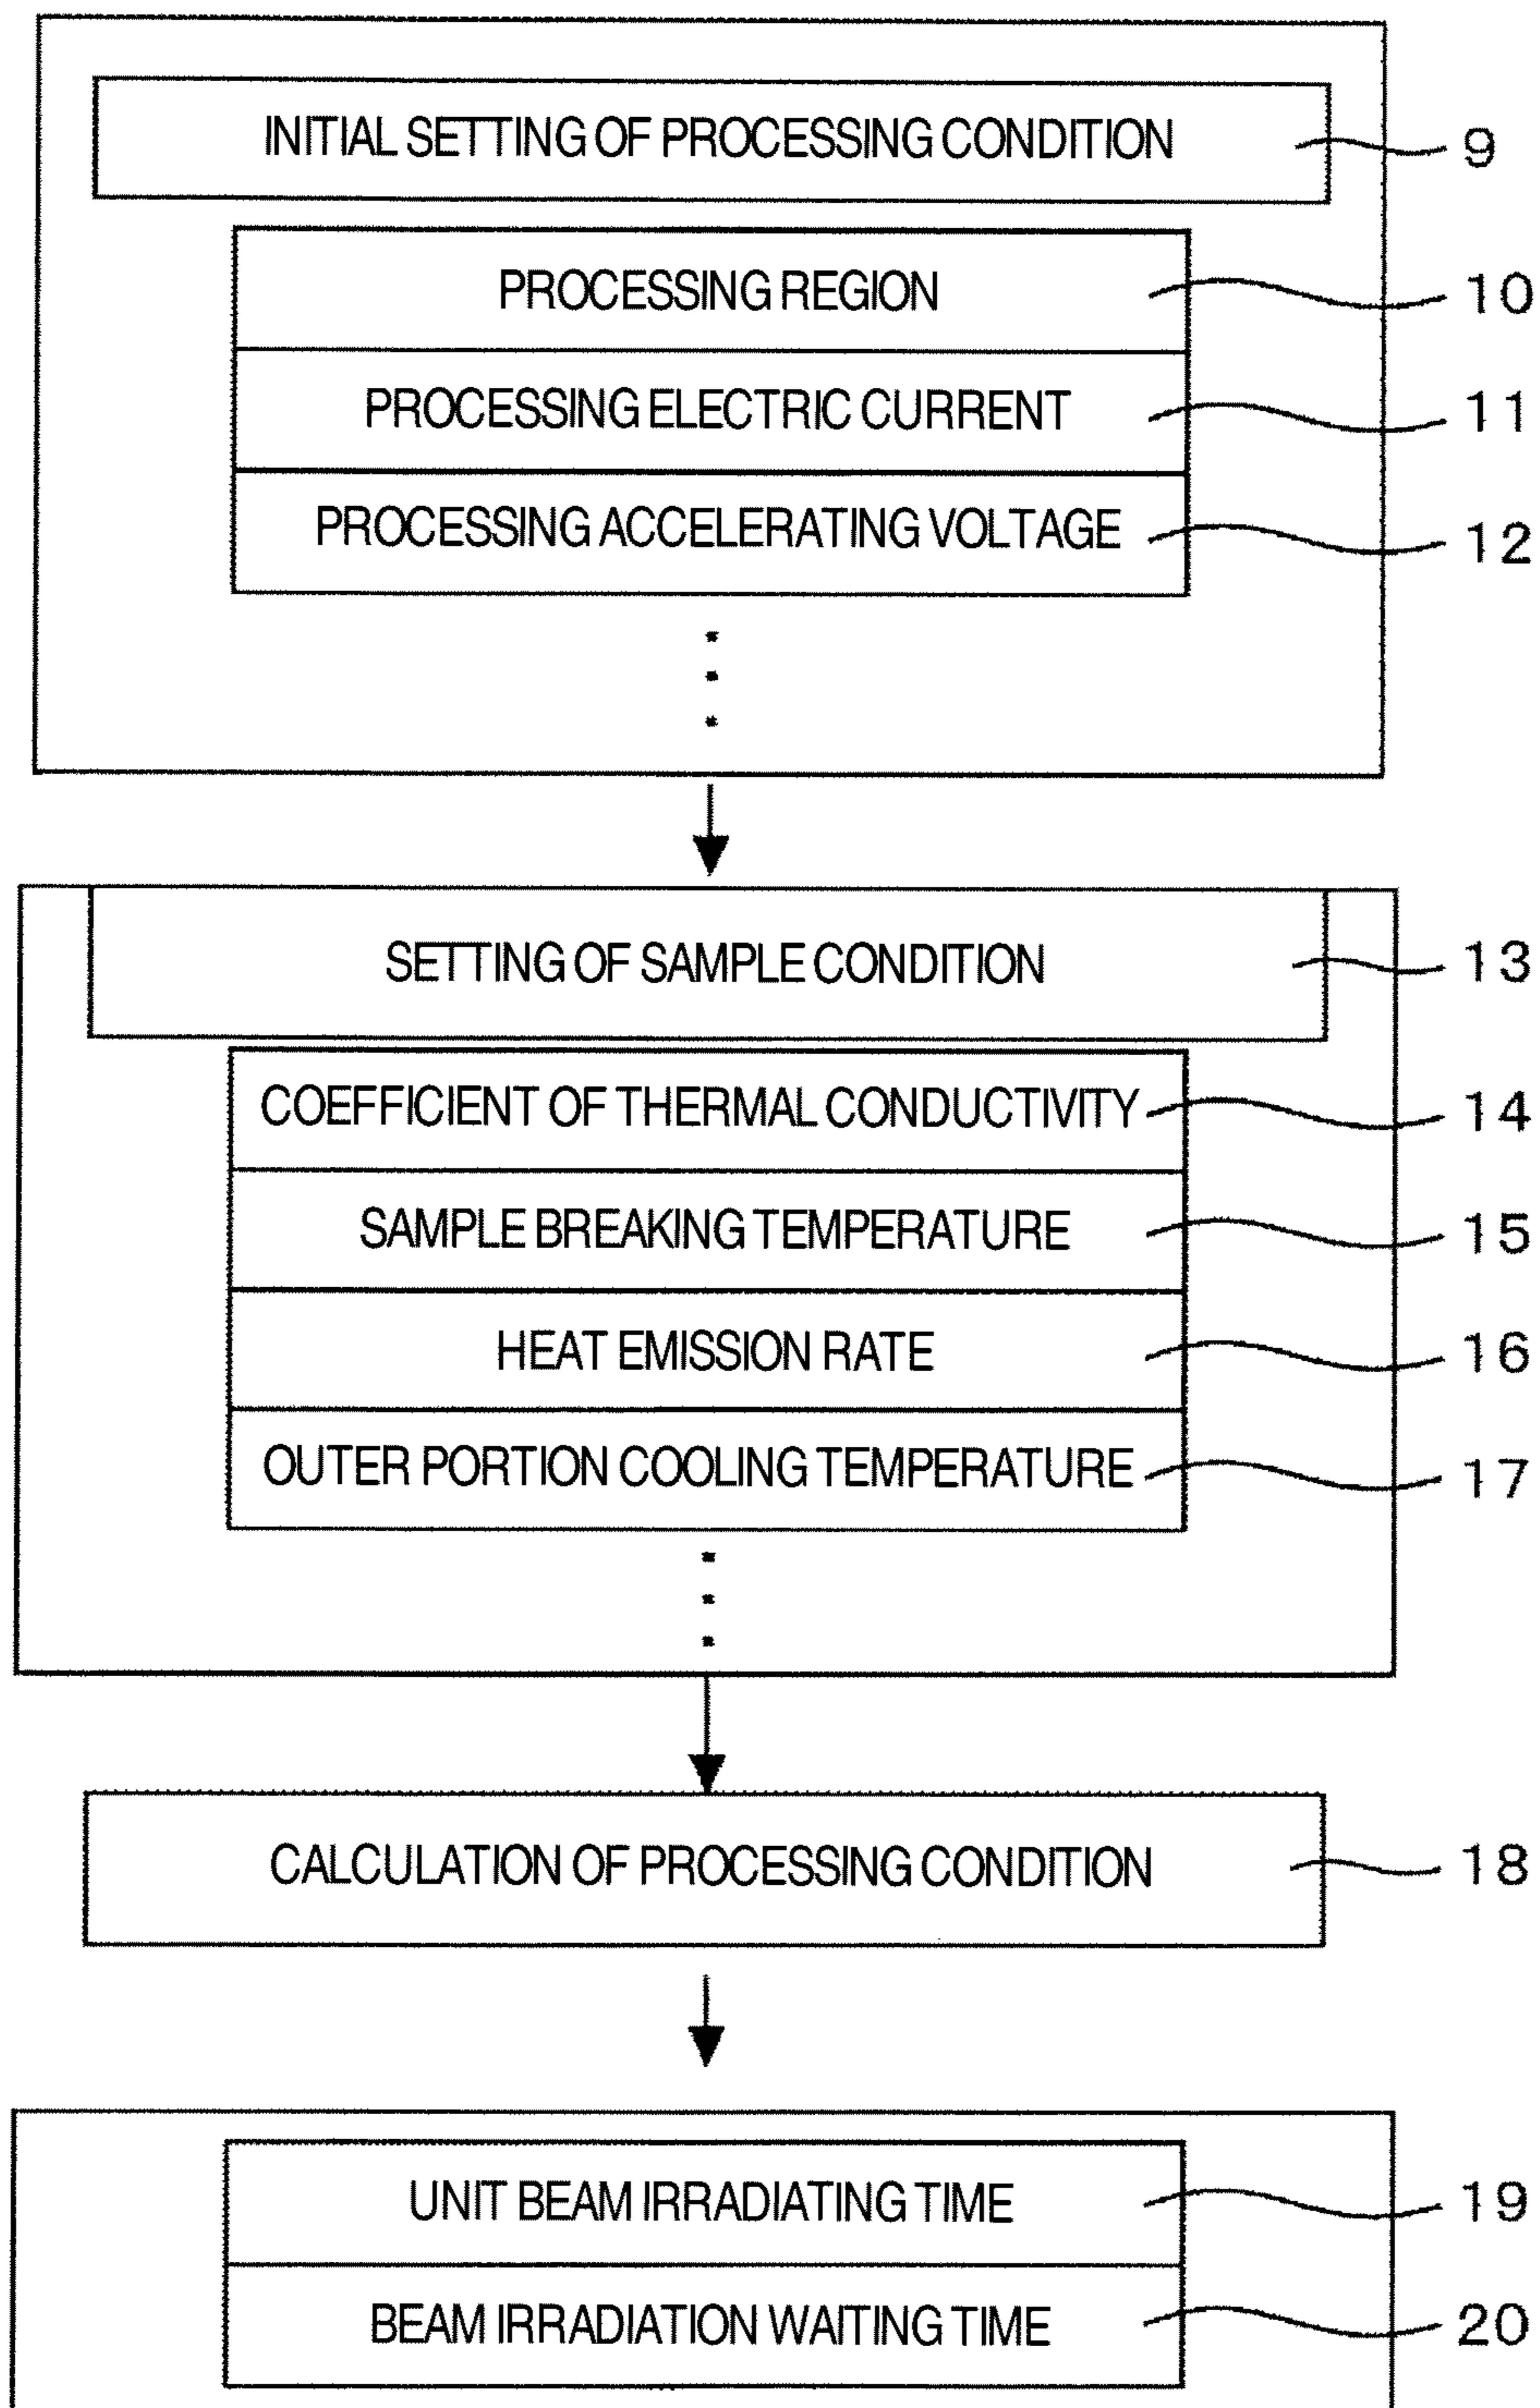 INITIAL SETTING OF PROCESSING CONDITION 9
PROCESSING REGION 10
PROCESSING ELECTRIC CURRENT 11
PROCESSING ACCELERATING VOLTAGE 12
SETTING OF SAMPLE CONDITION 13
COEFFICIENT OF THERMAL CONDUCTIVITY 14
SAMPLE BREAKING TEMPERATURE 15
HEAT EMISSION RATE 16
OUTER PORTION COOLING TEMPERATURE 17
CALCULATION OF PROCESSING CONDITION 18
UNIT BEAM IRRADIATING TIME 19
BEAM IRRADIATION WAITING TIME 20